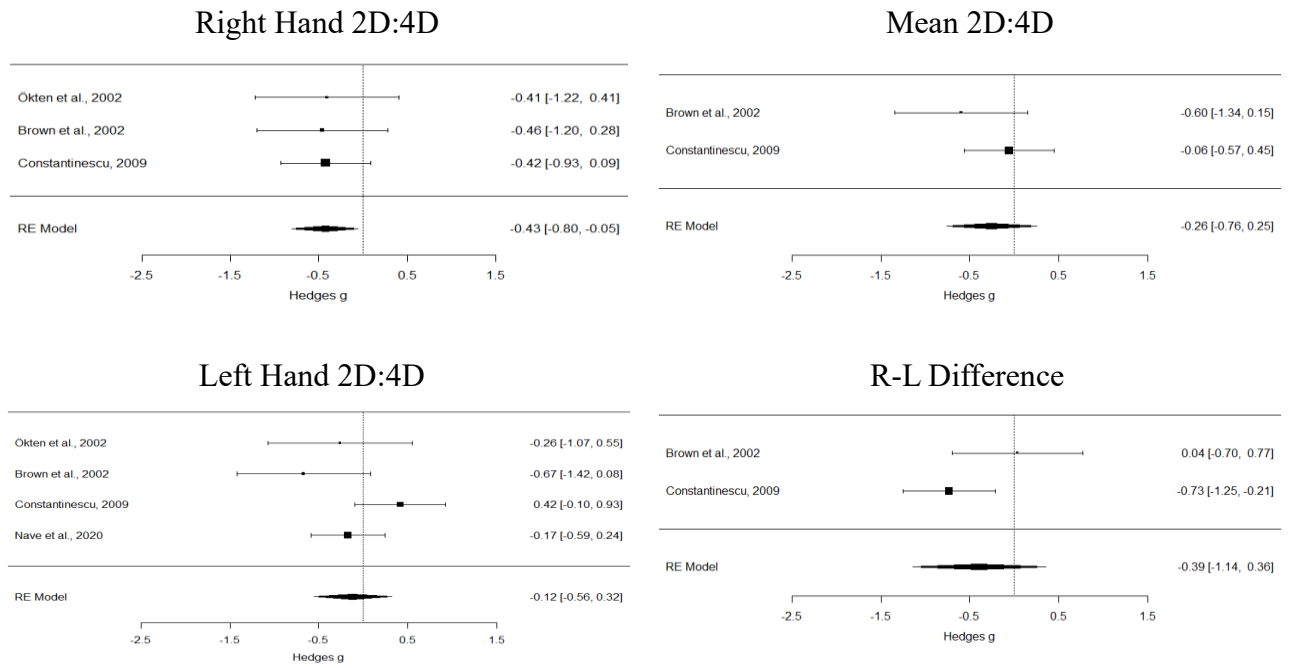 Right Hand 2D:4D
Ökten et al., 2002 -0.41 [-1.22, 0.41]
Brown et al., 2002 -0.46 [-1.20, 0.28]
Constantinescu, 2009 -0.42 [-0.93, 0.09]
RE Model -0.43 [-0.80, -0.05]
-2.5 -1.5 -0.5 0.5 1.5
Hedges g
Mean 2D:4D
Brown et al., 2002 -0.60 [-1.34, 0.15]
Constantinescu, 2009 -0.06 [-0.57, 0.45]
RE Model -0.26 [-0.76, 0.25]
-2.5 -1.5 -0.5 0.5 1.5
Hedges g
Left Hand 2D:4D
Ökten et al., 2002 -0.26 [-1.07, 0.55]
Brown et al., 2002 -0.67 [-1.42, 0.08]
Constantinescu, 2009 0.42 [-0.10, 0.93]
Nave et al., 2020 -0.17 [-0.59, 0.24]
RE Model -0.12 [-0.56, 0.32]
-2.5 -1.5 -0.5 0.5 1.5
Hedges g
R-L Difference
Brown et al., 2002 0.04 [-0.70, 0.77]
Constantinescu, 2009 -0.73 [-1.25, -0.21]
RE Model -0.39 [-1.14, 0.36]
-2.5 -1.5 -0.5 0.5 1.5
Hedges g